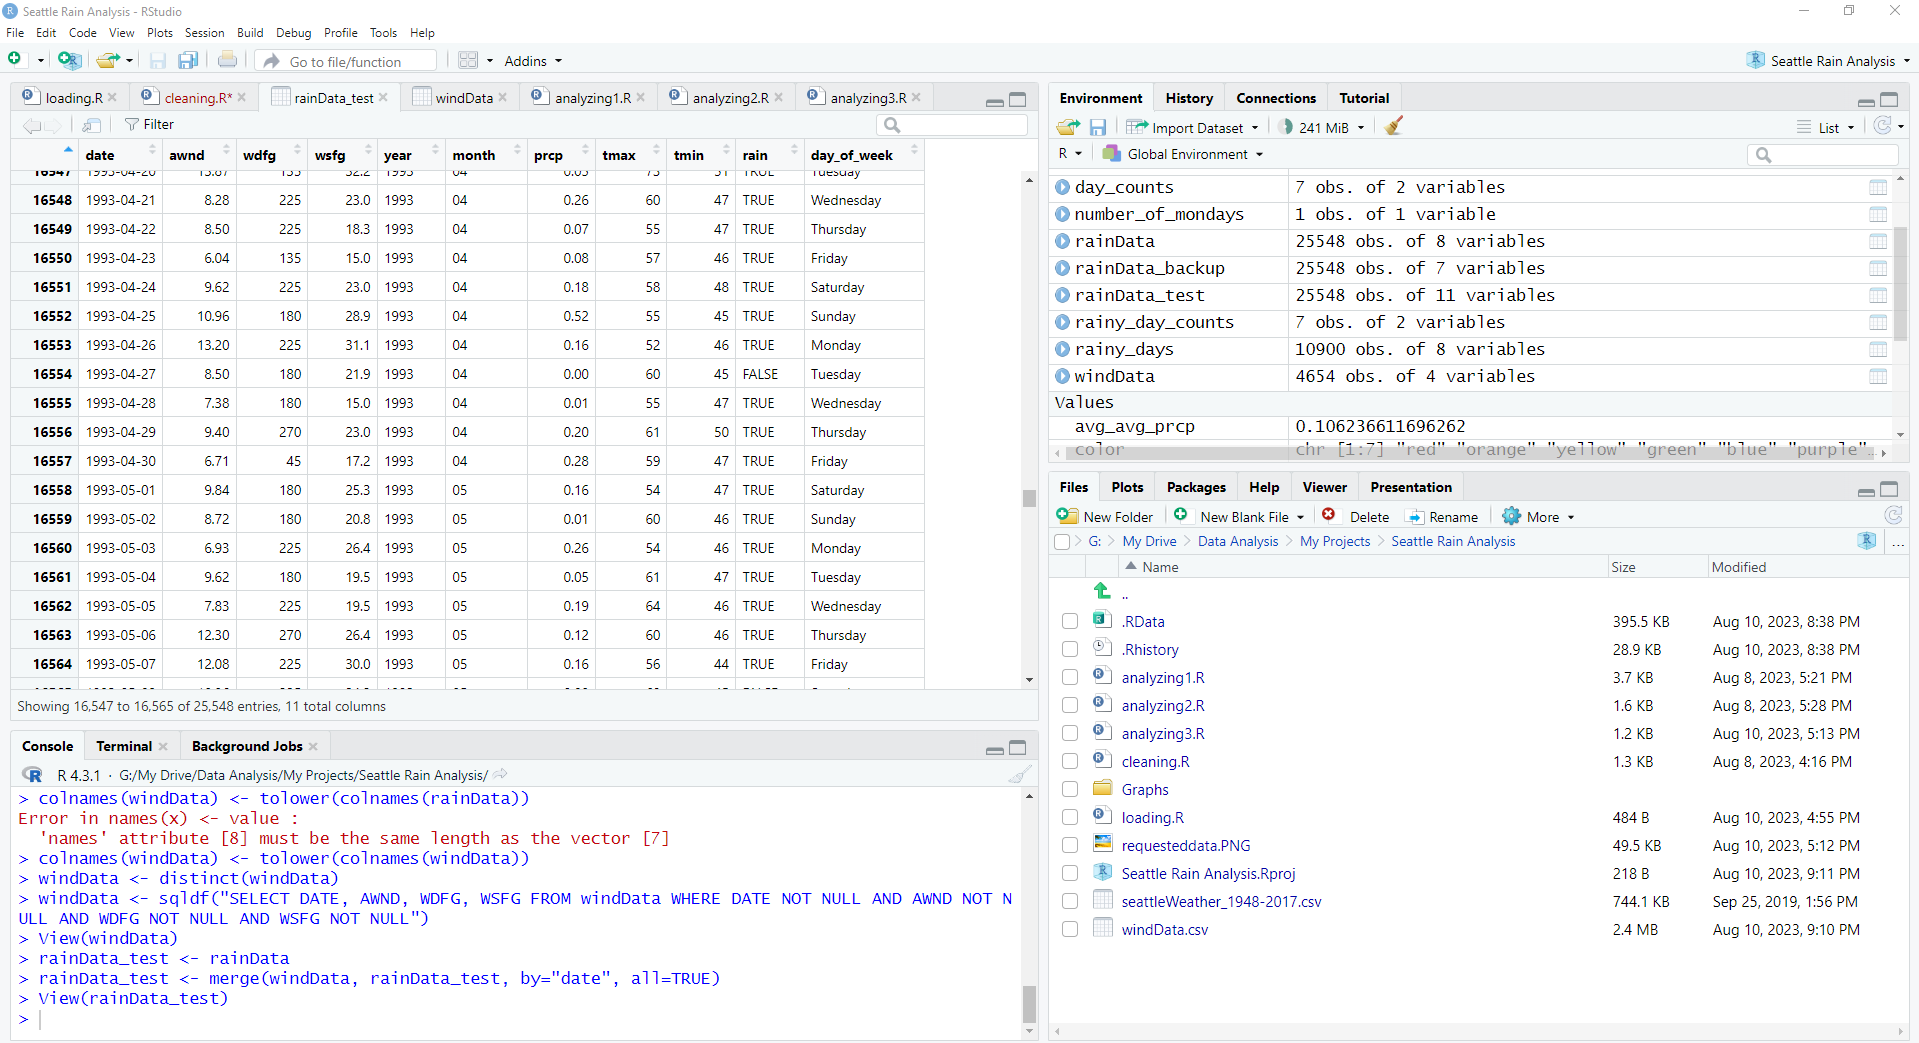 Seattle Rain Analysis - RStudio
File Edit Code View Plots Session Build Debug Profile Tools Help
Go to file/function Addins Seattle Rain Analysis
loading.R cleaning.R* rainData_test windData analyzing1.R analyzing2.R analyzing3.R
Filter
date awnd wdfg wsfg year month prcp tmax tmin rain day_of_week
16547 1993-04-20 13.87 135 32.2 1993 04 0.05 73 51 TRUE Tuesday
16548 1993-04-21 8.28 225 23.0 1993 04 0.26 60 47 TRUE Wednesday
16549 1993-04-22 8.50 225 18.3 1993 04 0.07 55 47 TRUE Thursday
16550 1993-04-23 6.04 135 15.0 1993 04 0.08 57 46 TRUE Friday
16551 1993-04-24 9.62 225 23.0 1993 04 0.18 58 48 TRUE Saturday
16552 1993-04-25 10.96 180 28.9 1993 04 0.52 55 45 TRUE Sunday
16553 1993-04-26 13.20 225 31.1 1993 04 0.16 52 46 TRUE Monday
16554 1993-04-27 8.50 180 21.9 1993 04 0.00 60 45 FALSE Tuesday
16555 1993-04-28 7.38 180 15.0 1993 04 0.01 55 47 TRUE Wednesday
16556 1993-04-29 9.40 270 23.0 1993 04 0.20 61 50 TRUE Thursday
16557 1993-04-30 6.71 45 17.2 1993 04 0.28 59 47 TRUE Friday
16558 1993-05-01 9.84 180 25.3 1993 05 0.16 54 47 TRUE Saturday
16559 1993-05-02 8.72 180 20.8 1993 05 0.01 60 46 TRUE Sunday
16560 1993-05-03 6.93 225 26.4 1993 05 0.26 54 46 TRUE Monday
16561 1993-05-04 9.62 180 19.5 1993 05 0.05 61 47 TRUE Tuesday
16562 1993-05-05 7.83 225 19.5 1993 05 0.19 64 46 TRUE Wednesday
16563 1993-05-06 12.30 270 26.4 1993 05 0.12 60 46 TRUE Thursday
16564 1993-05-07 12.08 225 30.0 1993 05 0.16 56 44 TRUE Friday
Showing 16,547 to 16,565 of 25,548 entries, 11 total columns
Console Terminal Background Jobs
R 4.3.1 · G:/My Drive/Data Analysis/My Projects/Seattle Rain Analysis/
> colnames(windData) <- tolower(colnames(rainData))
Error in names(x) <- value :
'names' attribute [8] must be the same length as the vector [7]
> colnames(windData) <- tolower(colnames(windData))
> windData <- distinct(windData)
> windData <- sqldf("SELECT DATE, AWND, WDFG, WSFG FROM windData WHERE DATE NOT NULL AND AWND NOT N
ULL AND WDFG NOT NULL AND WSFG NOT NULL")
> View(windData)
> rainData_test <- rainData
> rainData_test <- merge(windData, rainData_test, by="date", all=TRUE)
> View(rainData_test)
>
Environment History Connections Tutorial
Import Dataset 241 MiB List
R Global Environment
day_counts 7 obs. of 2 variables
number_of_mondays 1 obs. of 1 variable
rainData 25548 obs. of 8 variables
rainData_backup 25548 obs. of 7 variables
rainData_test 25548 obs. of 11 variables
rainy_day_counts 7 obs. of 2 variables
rainy_days 10900 obs. of 8 variables
windData 4654 obs. of 4 variables
Values
avg_avg_prcp 0.106236611696262
color chr [1:7] "red" "orange" "yellow" "green" "blue" "purple"...
Files Plots Packages Help Viewer Presentation
New Folder New Blank File Delete Rename More
G: My Drive Data Analysis My Projects Seattle Rain Analysis ...
Name Size Modified
..
.RData 395.5 KB Aug 10, 2023, 8:38 PM
.Rhistory 28.9 KB Aug 10, 2023, 8:38 PM
analyzing1.R 3.7 KB Aug 8, 2023, 5:21 PM
analyzing2.R 1.6 KB Aug 8, 2023, 5:28 PM
analyzing3.R 1.2 KB Aug 8, 2023, 5:13 PM
cleaning.R 1.3 KB Aug 8, 2023, 4:16 PM
Graphs
loading.R 484 B Aug 10, 2023, 4:55 PM
requesteddata.PNG 49.5 KB Aug 10, 2023, 5:12 PM
Seattle Rain Analysis.Rproj 218 B Aug 10, 2023, 9:11 PM
seattleWeather_1948-2017.csv 744.1 KB Sep 25, 2019, 1:56 PM
windData.csv 2.4 MB Aug 10, 2023, 9:10 PM